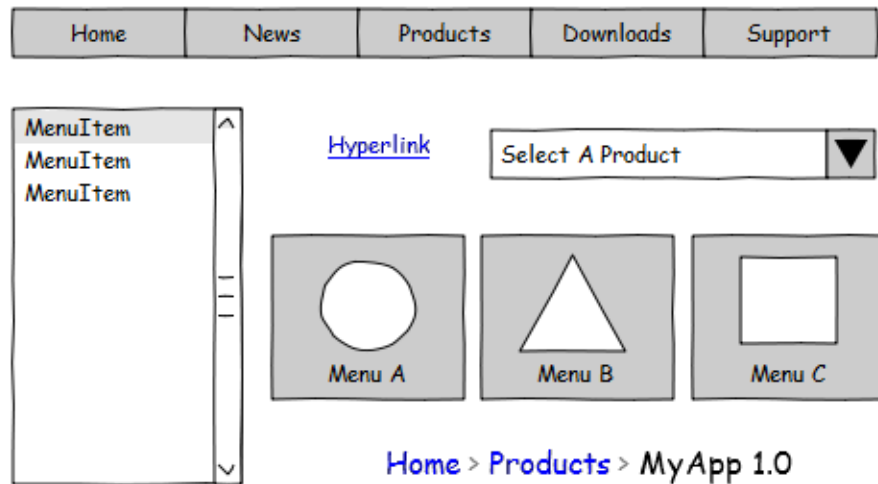 Home News Products Downloads Support
MenuItem
MenuItem
MenuItem
Hyperlink
Select A Product
Menu A
Menu B
Menu C
Home > Products > MyApp 1.0